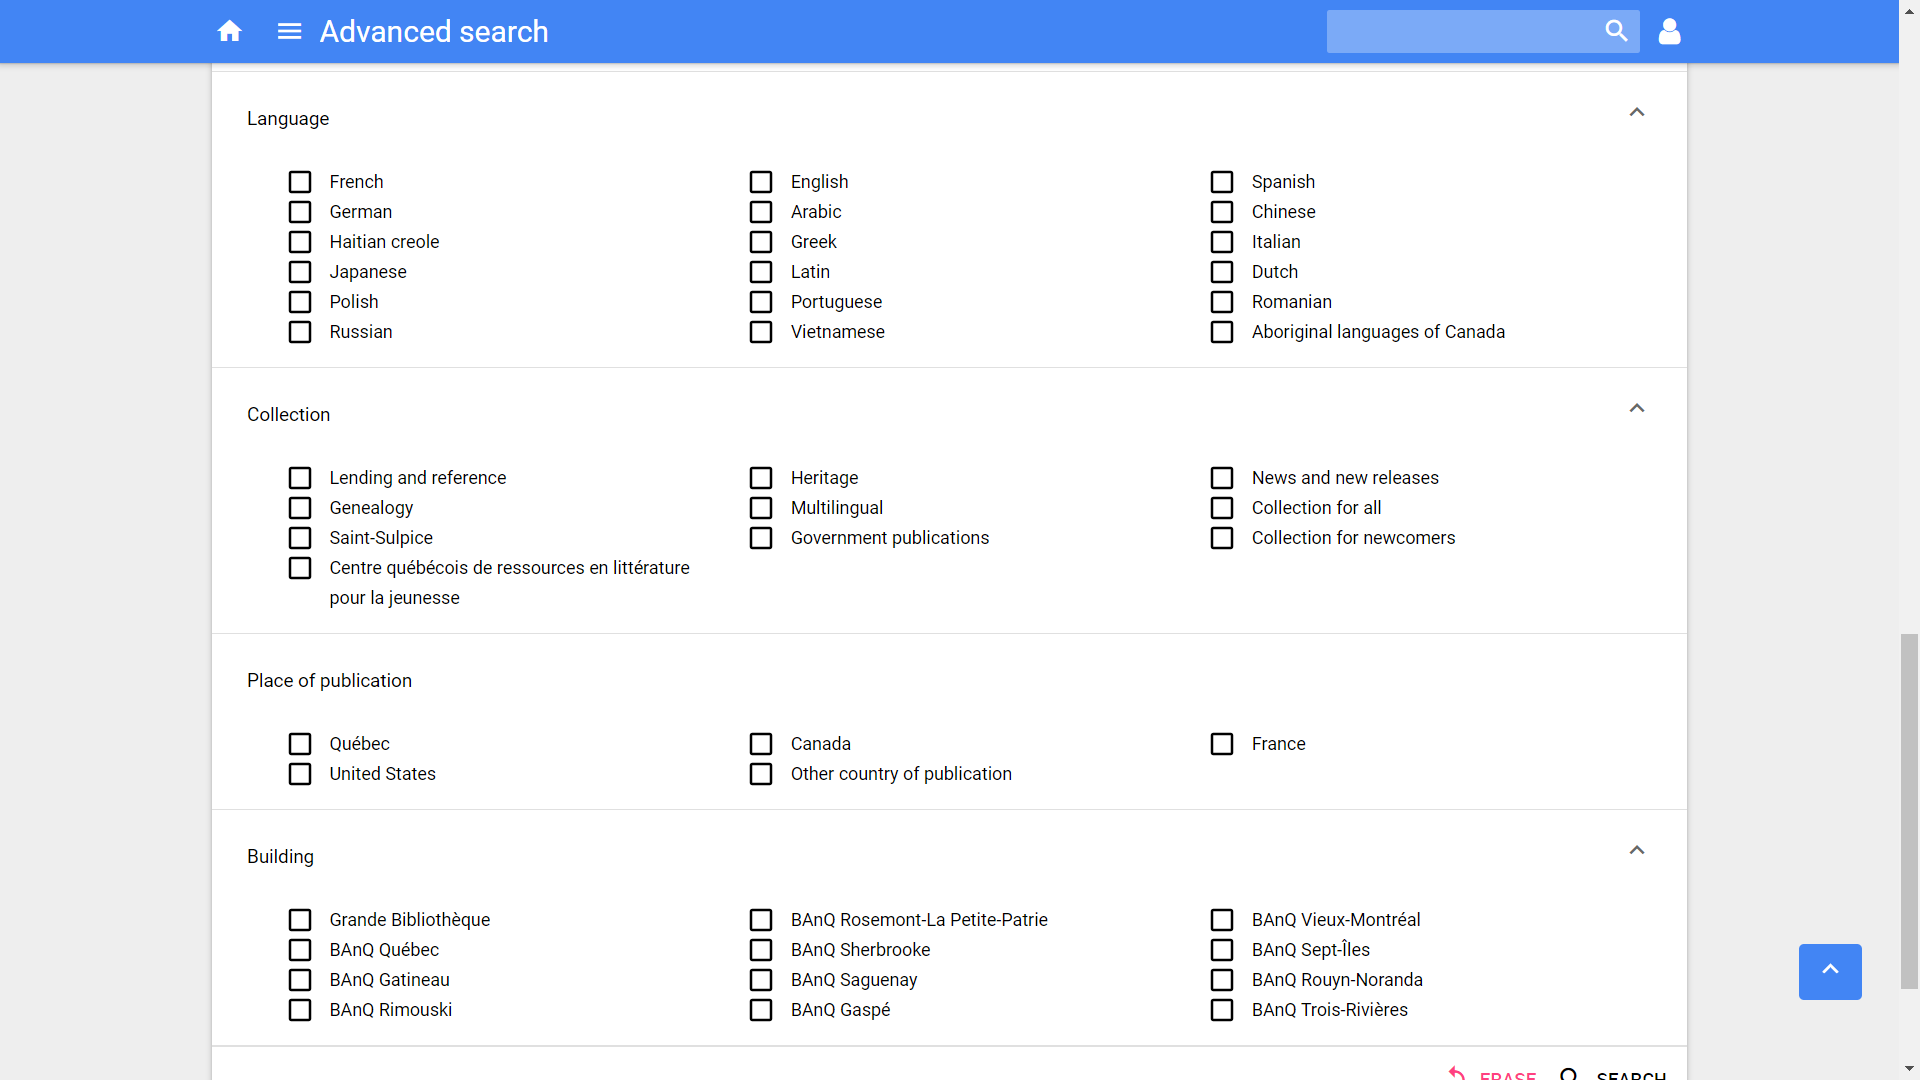 Advanced search
Language
French
English
Spanish
German
Arabic
Chinese
Haitian creole
Greek
Italian
Japanese
Latin
Dutch
Polish
Portuguese
Romanian
Russian
Vietnamese
Aboriginal languages of Canada
Collection
Lending and reference
Heritage
News and new releases
Genealogy
Multilingual
Collection for all
Saint-Sulpice
Government publications
Collection for newcomers
Centre québécois de ressources en littérature
pour la jeunesse
Place of publication
Québec
Canada
France
United States
Other country of publication
Building
Grande Bibliothèque
BAnQ Rosemont-La Petite-Patrie
BAnQ Vieux-Montréal
BAnQ Québec
BAnQ Sherbrooke
BAnQ Sept-Îles
BAnQ Gatineau
BAnQ Saguenay
BAnQ Rouyn-Noranda
BAnQ Rimouski
BAnQ Gaspé
BAnQ Trois-Rivières
ERASE
SEARCH